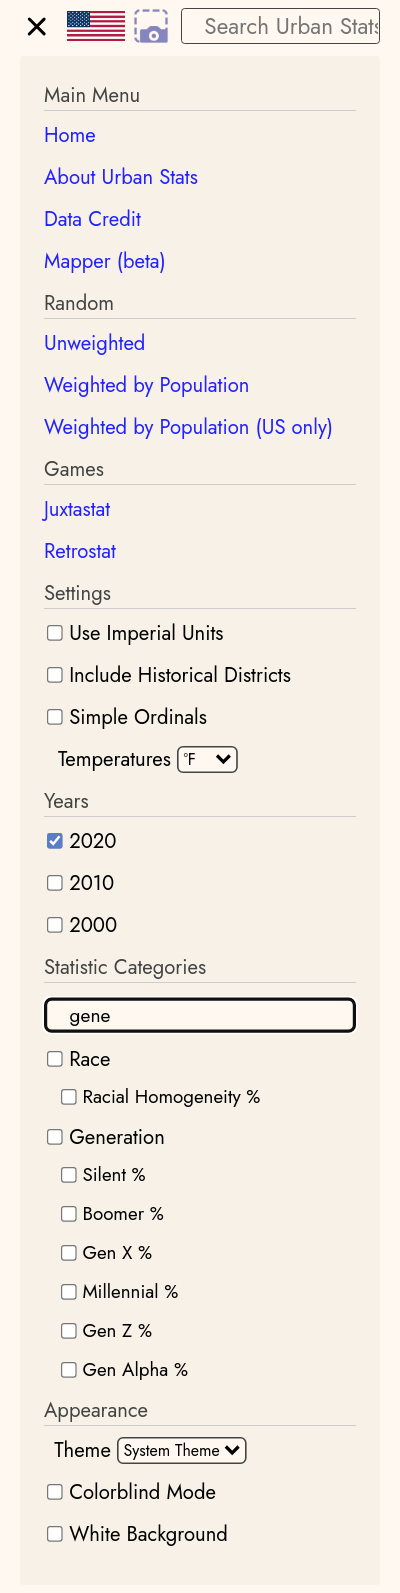 Search Urban Stats
Main Menu
Home
About Urban Stats
Data Credit
Mapper (beta)
Random
Unweighted
Weighted by Population
Weighted by Population (US only)
Games
Juxtastat
Retrostat
Settings
Use Imperial Units
Include Historical Districts
Simple Ordinals
Temperatures °F
Years
2020
2010
2000
Statistic Categories
gene
Race
Racial Homogeneity %
Generation
Silent %
Boomer %
Gen X %
Millennial %
Gen Z %
Gen Alpha %
Appearance
Theme System Theme
Colorblind Mode
White Background